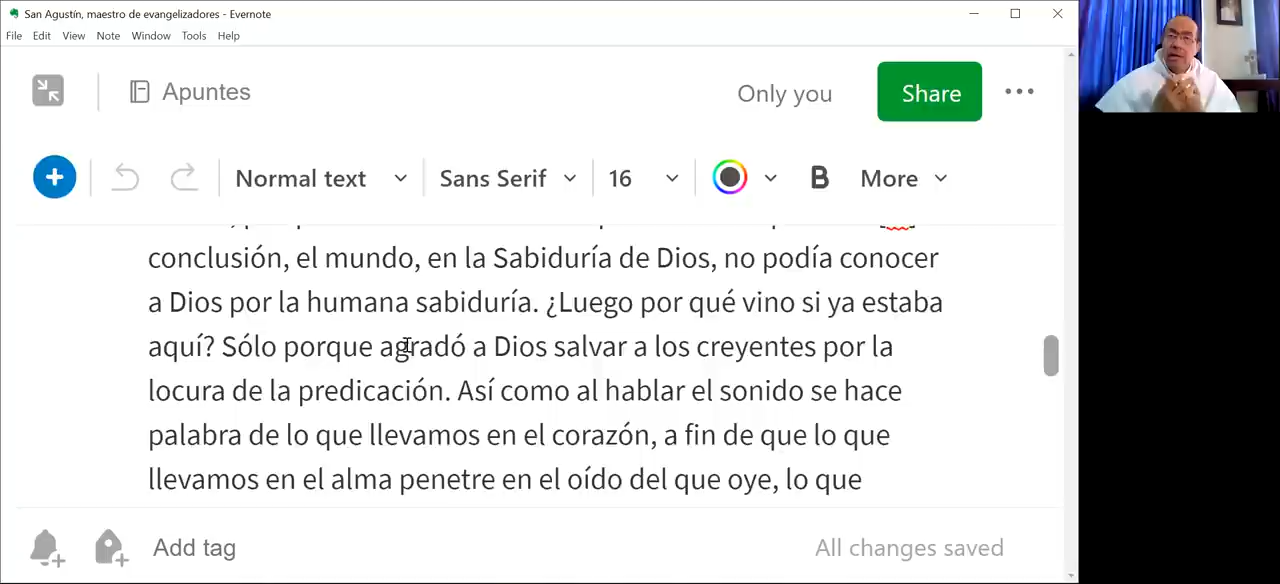 San Agustín, maestro de evangelizadores - Evernote
File Edit View Note Window Tools Help
Apuntes
Only you
Share
Normal text
Sans Serif
16
B
More
conclusión, el mundo, en la Sabiduría de Dios, no podía conocer
a Dios por la humana sabiduría. ¿Luego por qué vino si ya estaba
aquí? Sólo porque agradó a Dios salvar a los creyentes por la
locura de la predicación. Así como al hablar el sonido se hace
palabra de lo que llevamos en el corazón, a fin de que lo que
llevamos en el alma penetre en el oído del que oye, lo que
Add tag
All changes saved